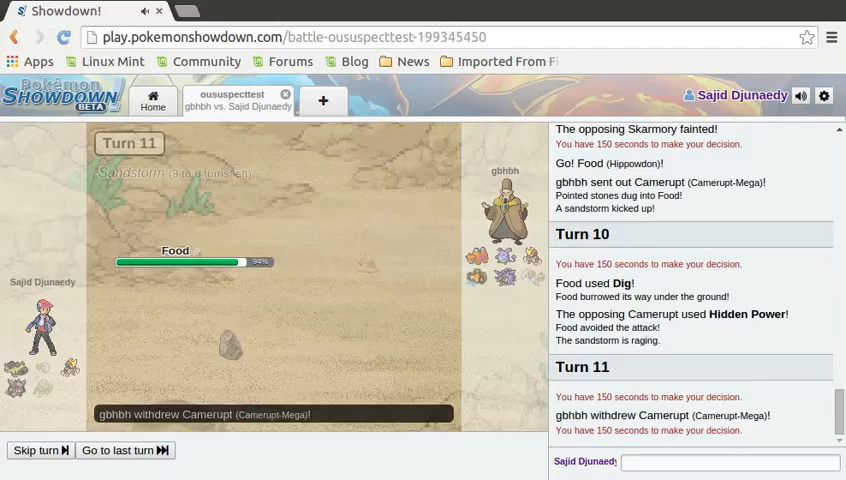 Showdown!
play.pokemonshowdown.com/battle-oususpecttest-199345450
Apps Linux Mint Community Forums Blog News Imported From Fi
Pokémon
SHOWDOWN!
BETA
Home
oususpecttest
gbhbh vs. Sajid Djunaedy
+
Sajid Djunaedy
Turn 11
Sandstorm (3 to 6 turns left)
gbhbh
Food
94%
Sajid Djunaedy
gbhbh withdrew Camerupt (Camerupt-Mega)!
Skip turn
Go to last turn
The opposing Skarmory fainted!
You have 150 seconds to make your decision.
Go! Food (Hippowdon)!
gbhbh sent out Camerupt (Camerupt-Mega)!
Pointed stones dug into Food!
A sandstorm kicked up!
Turn 10
You have 150 seconds to make your decision.
Food used Dig!
Food burrowed its way under the ground!
The opposing Camerupt used Hidden Power!
Food avoided the attack!
The sandstorm is raging.
Turn 11
You have 150 seconds to make your decision.
gbhbh withdrew Camerupt (Camerupt-Mega)!
You have 150 seconds to make your decision.
Sajid Djunaedy